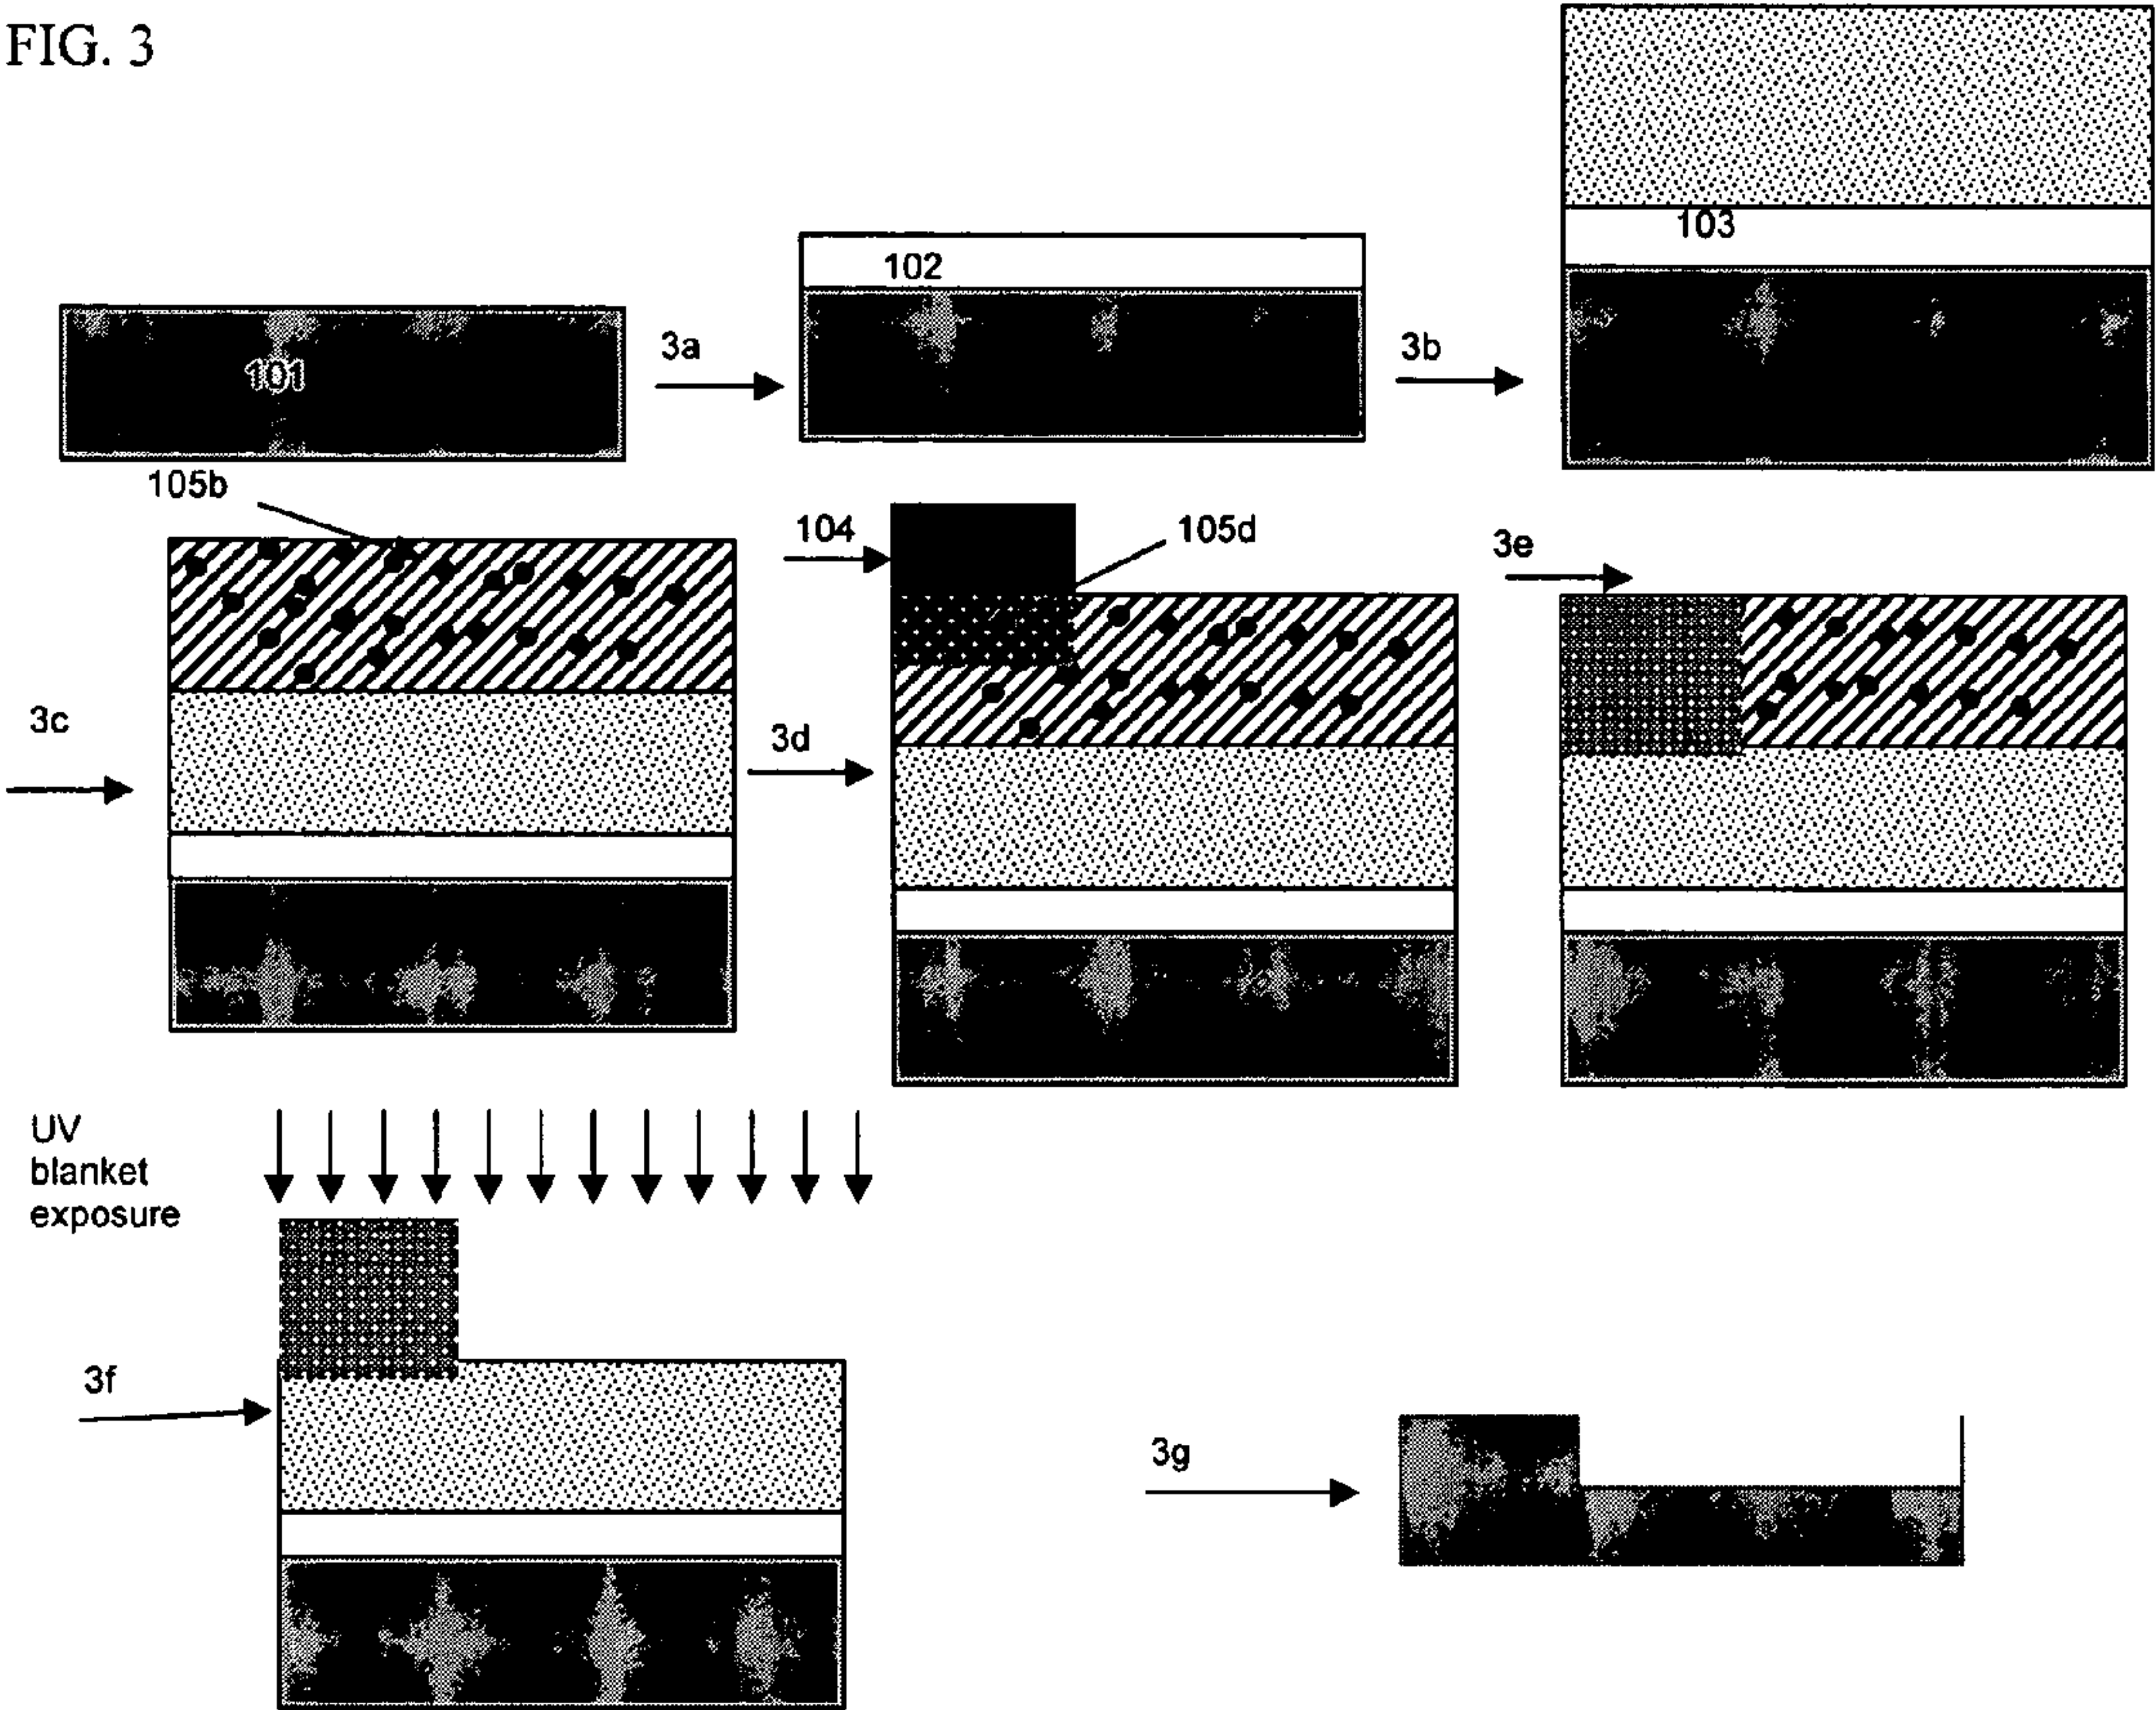 FIG. 3
103
102
3a
3b
101
105b
104
105d
3e
3c
3d
UV
blanket
exposure
3f
3g